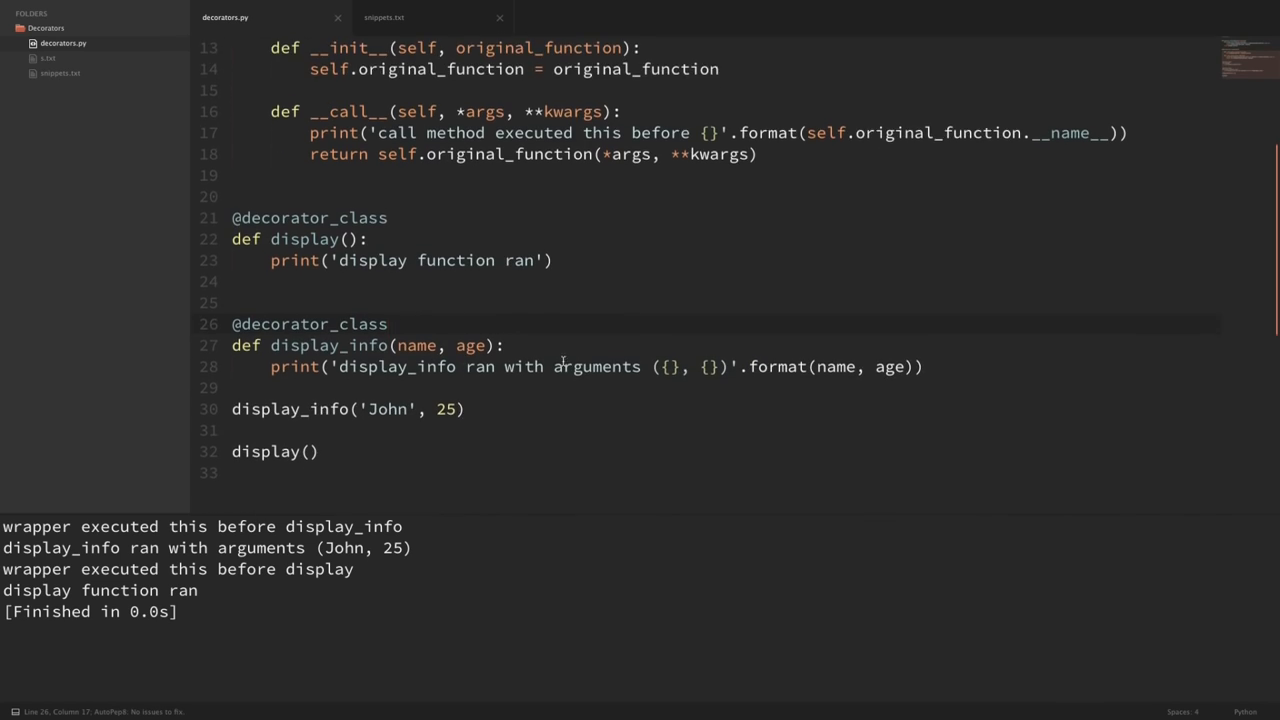 FOLDERS
Decorators
decorators.py
s.txt
snippets.txt
decorators.py
snippets.txt
13 def __init__(self, original_function):
14 self.original_function = original_function
15
16 def __call__(self, *args, **kwargs):
17 print('call method executed this before {}'.format(self.original_function.__name__))
18 return self.original_function(*args, **kwargs)
19
20
21 @decorator_class
22 def display():
23 print('display function ran')
24
25
26 @decorator_class
27 def display_info(name, age):
28 print('display_info ran with arguments ({}, {})'.format(name, age))
29
30 display_info('John', 25)
31
32 display()
33
wrapper executed this before display_info
display_info ran with arguments (John, 25)
wrapper executed this before display
display function ran
[Finished in 0.0s]
Line 26, Column 17; AutoPep8: No issues to fix.
Spaces: 4
Python